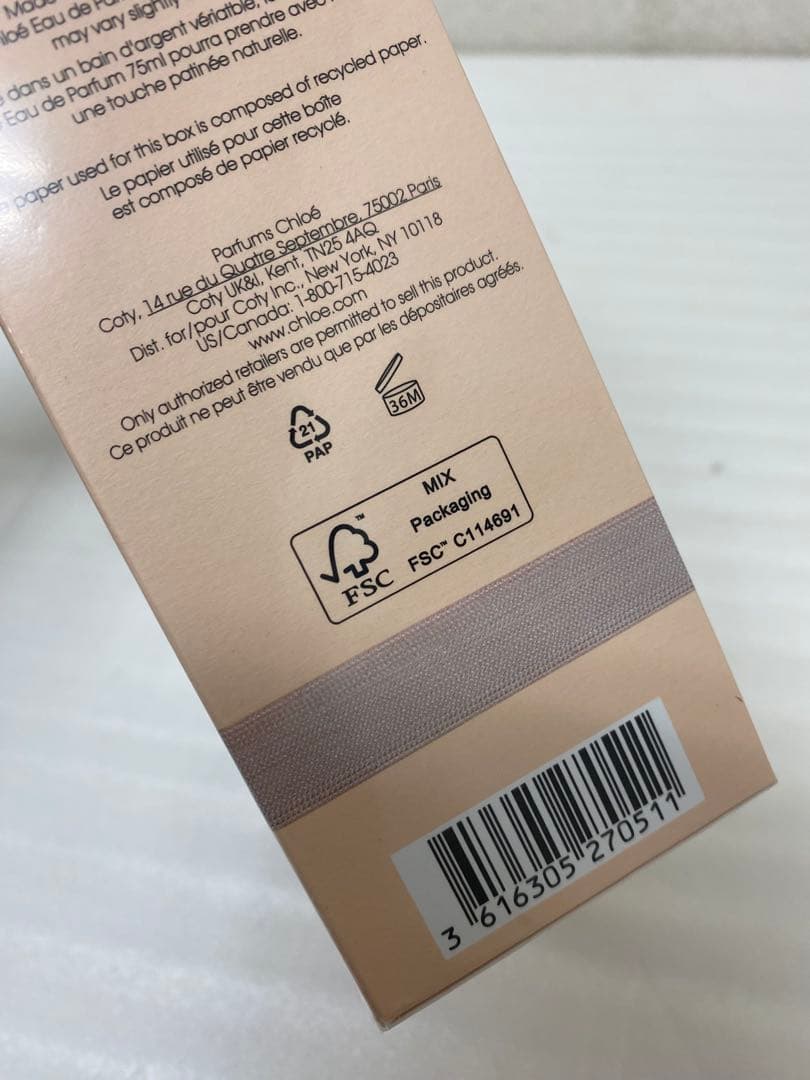 Made
Chloé Eau de Parfum
may vary slightly
dans un bain d'argent véritable,
Eau de Parfum 75ml pourra prendre avec
une touche patinée naturelle.
paper used for this box is composed of recycled paper.
Le papier utilisé pour cette boîte
est composé de papier recyclé.
Parfums Chloé
Coty, 14 rue du Quatre Septembre, 75002 Paris
Coty UK&I, Kent, TN25 4AQ
Dist. for/pour Coty Inc., New York, NY 10118
US/Canada: 1-800-715-4023
www.chloe.com
Only authorized retailers are permitted to sell this product.
Ce produit ne peut être vendu que par les dépositaires agréés.
21
PAP
36M
FSC
MIX
Packaging
FSC™ C114691
3 616305 270511